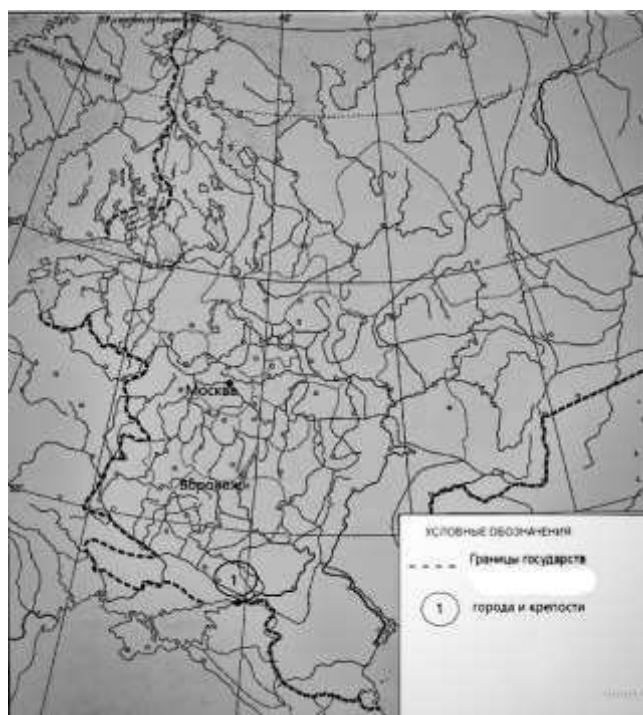 Москва
Воронеж
1
УСЛОВНЫЕ ОБОЗНАЧЕНИЯ
Границы государств
1
города и крепости